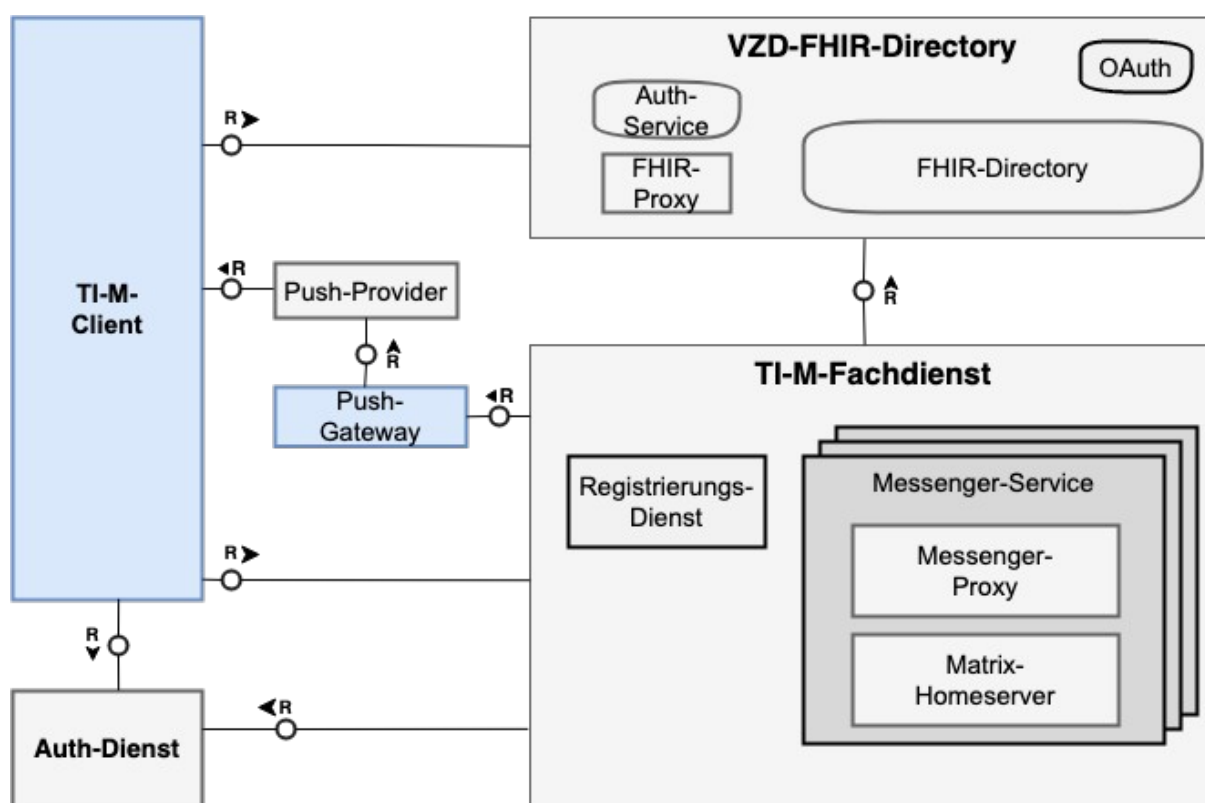 VZD-FHIR-Directory
OAuth
Auth-
Service
FHIR-
Proxy
FHIR-Directory
R
R
Push-Provider
TI-M-
Client
R
R
Push-
Gateway
R
TI-M-Fachdienst
Registrierungs-
Dienst
Messenger-Service
Messenger-
Proxy
Matrix-
Homeserver
R
R
R
Auth-Dienst